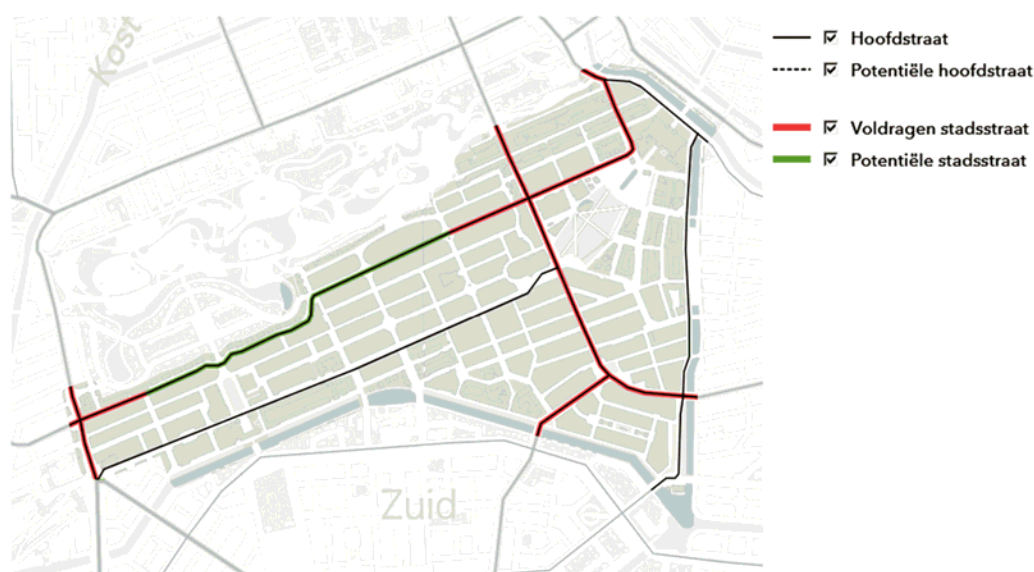 Kost
Hoofdstraat
Potentiële hoofdstraat
Voldragen stadsstraat
Potentiële stadsstraat
Zuid